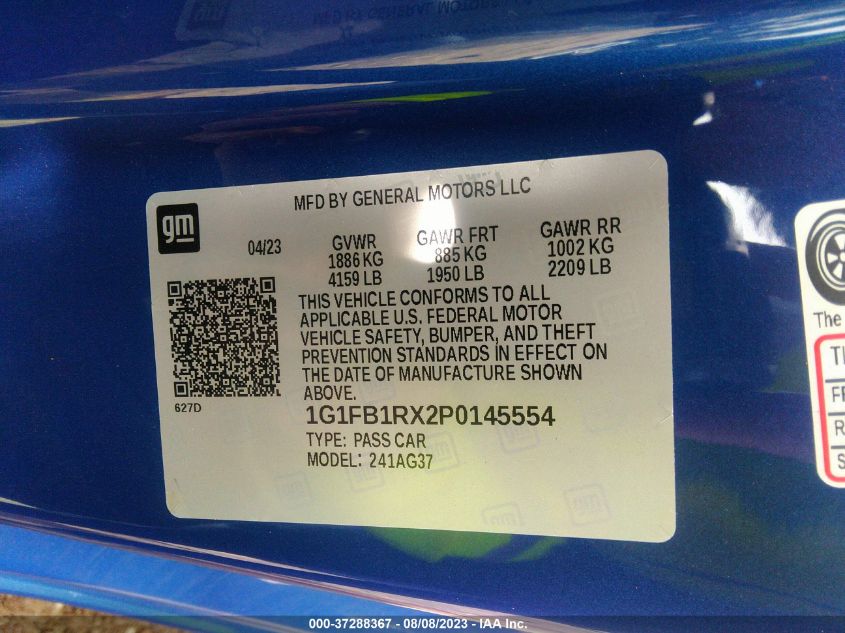 MFD BY GENERAL MOTORS LLC
gm
04/23
GVWR
1886 KG
4159 LB
GAWR FRT
885 KG
1950 LB
GAWR RR
1002 KG
2209 LB
THIS VEHICLE CONFORMS TO ALL
APPLICABLE U.S. FEDERAL MOTOR
VEHICLE SAFETY, BUMPER, AND THEFT
PREVENTION STANDARDS IN EFFECT ON
THE DATE OF MANUFACTURE SHOWN
ABOVE.
627D
1G1FB1RX2P0145554
TYPE: PASS CAR
MODEL: 241AG37
The
000-37288367 - 08/08/2023 - IAA Inc.